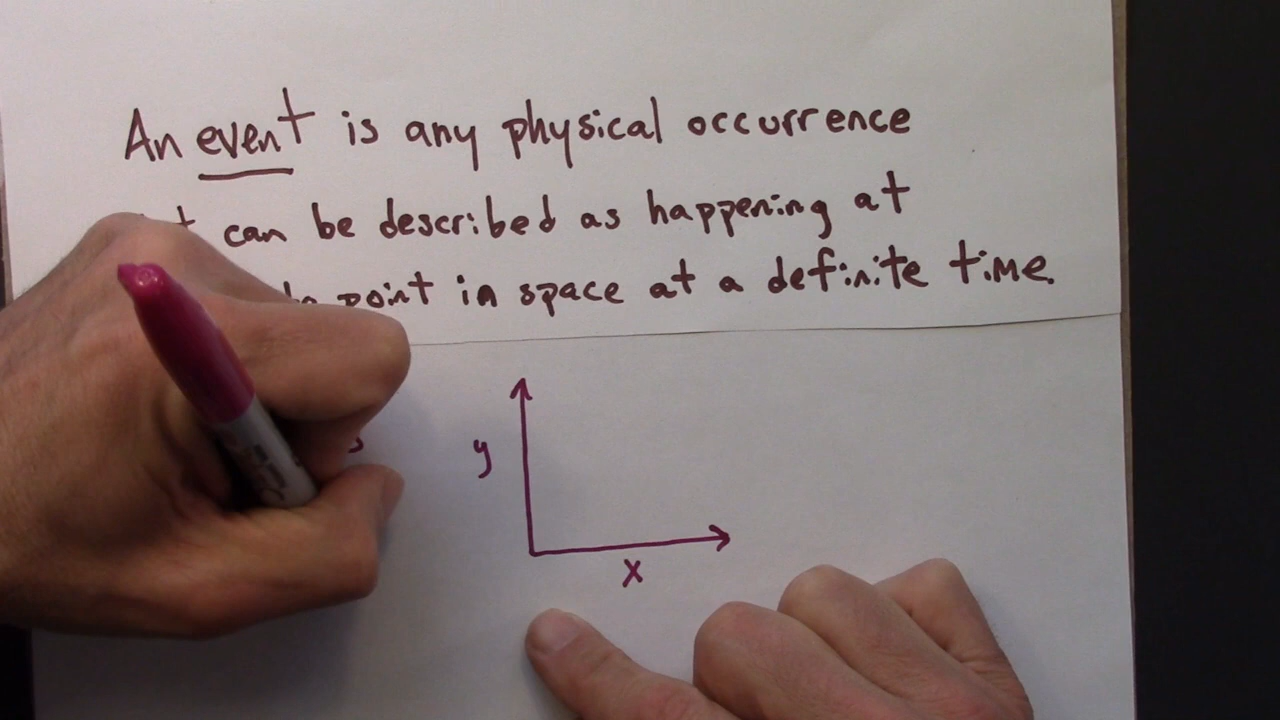 An event is any physical occurrence
can be described as happening at
point in space at a definite time.
y
x